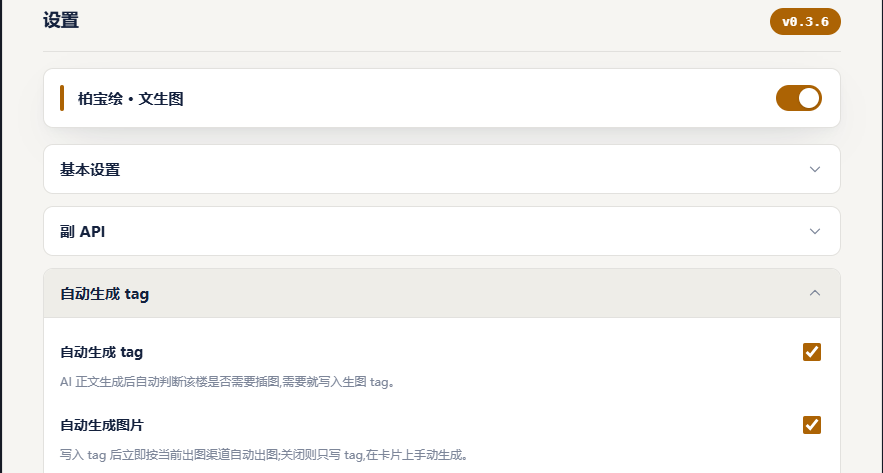 设置
v0.3.6
柏宝绘・文生图
基本设置
副 API
自动生成 tag
自动生成 tag
AI 正文生成后自动判断该楼是否需要插图,需要就写入生图 tag。
自动生成图片
写入 tag 后立即按当前出图渠道自动出图;关闭则只写 tag,在卡片上手动生成。